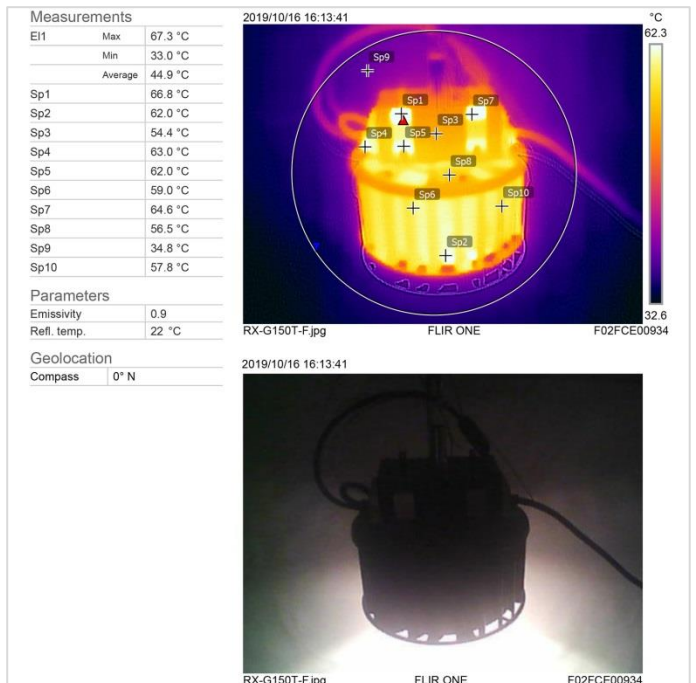 Measurements
El1 Max 67.3 °C
Min 33.0 °C
Average 44.9 °C
Sp1 66.8 °C
Sp2 62.0 °C
Sp3 54.4 °C
Sp4 63.0 °C
Sp5 62.0 °C
Sp6 59.0 °C
Sp7 64.6 °C
Sp8 56.5 °C
Sp9 34.8 °C
Sp10 57.8 °C
Parameters
Emissivity 0.9
Refl. temp. 22 °C
Geolocation
Compass 0° N
2019/10/16 16:13:41 °C
62.3
Sp9
Sp1 Sp7
Sp3
Sp4 Sp5
Sp8
Sp6 Sp10
Sp2
32.6
RX-G150T-F.jpg FLIR ONE F02FCE00934
2019/10/16 16:13:41
RX-G150T-F.jpg FLIR ONE F02FCE00934